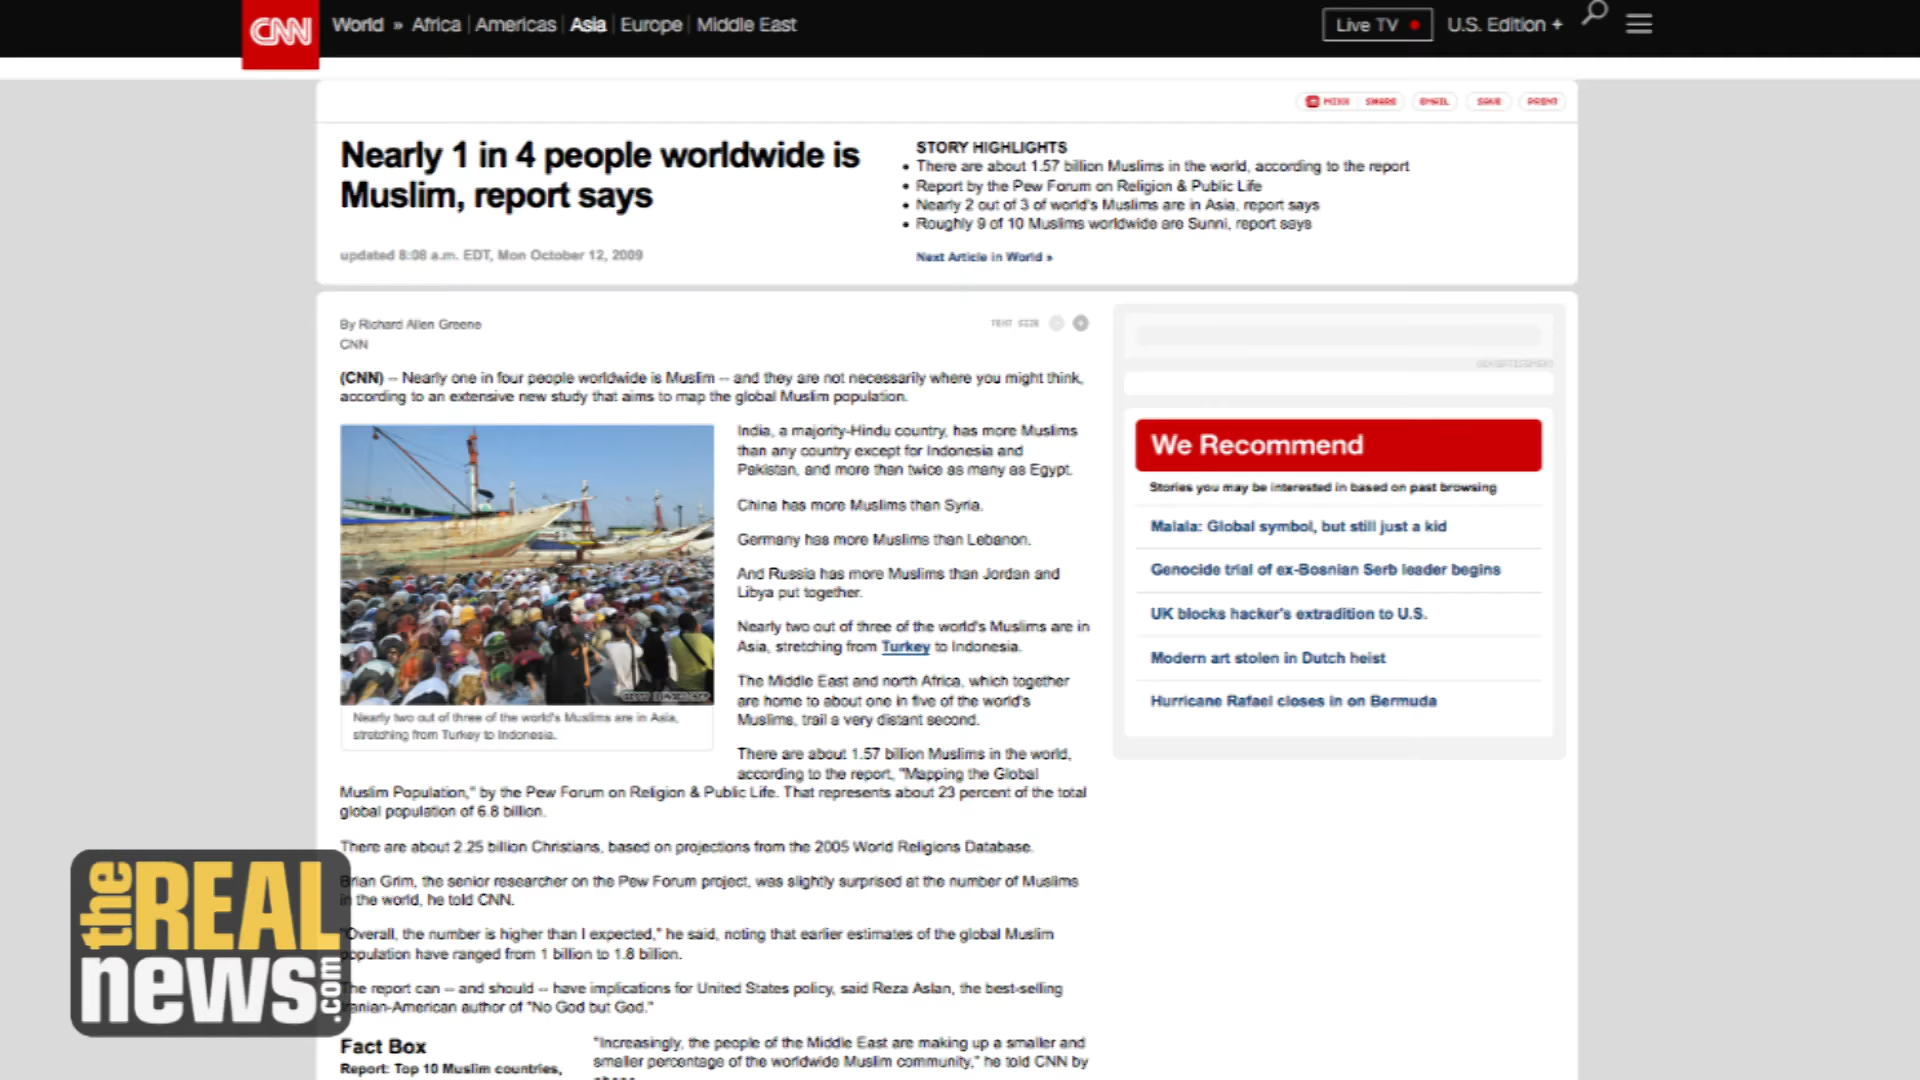 CNN World » Africa Americas Asia Europe Middle East Live TV U.S. Edition +
MIXX SHARE EMAIL SAVE PRINT
Nearly 1 in 4 people worldwide is
Muslim, report says
updated 8:08 a.m. EDT, Mon October 12, 2009
STORY HIGHLIGHTS
• There are about 1.57 billion Muslims in the world, according to the report
• Report by the Pew Forum on Religion & Public Life
• Nearly 2 out of 3 of world's Muslims are in Asia, report says
• Roughly 9 of 10 Muslims worldwide are Sunni, report says
Next Article in World »
By Richard Allen Greene
CNN
TEXT SIZE
(CNN) -- Nearly one in four people worldwide is Muslim -- and they are not necessarily where you might think,
according to an extensive new study that aims to map the global Muslim population.
India, a majority-Hindu country, has more Muslims
than any country except for Indonesia and
Pakistan, and more than twice as many as Egypt.
China has more Muslims than Syria.
Germany has more Muslims than Lebanon.
And Russia has more Muslims than Jordan and
Libya put together.
Nearly two out of three of the world's Muslims are in
Asia, stretching from Turkey to Indonesia.
The Middle East and north Africa, which together
are home to about one in five of the world's
Muslims, trail a very distant second.
There are about 1.57 billion Muslims in the world,
according to the report, "Mapping the Global
Nearly two out of three of the world's Muslims are in Asia,
stretching from Turkey to Indonesia.
Muslim Population," by the Pew Forum on Religion & Public Life. That represents about 23 percent of the total
global population of 6.8 billion.
There are about 2.25 billion Christians, based on projections from the 2005 World Religions Database.
Brian Grim, the senior researcher on the Pew Forum project, was slightly surprised at the number of Muslims
in the world, he told CNN.
"Overall, the number is higher than I expected," he said, noting that earlier estimates of the global Muslim
population have ranged from 1 billion to 1.8 billion.
The report can -- and should -- have implications for United States policy, said Reza Aslan, the best-selling
Iranian-American author of "No God but God."
Fact Box
Report: Top 10 Muslim countries,
"Increasingly, the people of the Middle East are making up a smaller and
smaller percentage of the worldwide Muslim community," he told CNN by
ADVERTISEMENT
We Recommend
Stories you may be interested in based on past browsing
Malala: Global symbol, but still just a kid
Genocide trial of ex-Bosnian Serb leader begins
UK blocks hacker's extradition to U.S.
Modern art stolen in Dutch heist
Hurricane Rafael closes in on Bermuda
the REAL
news.com